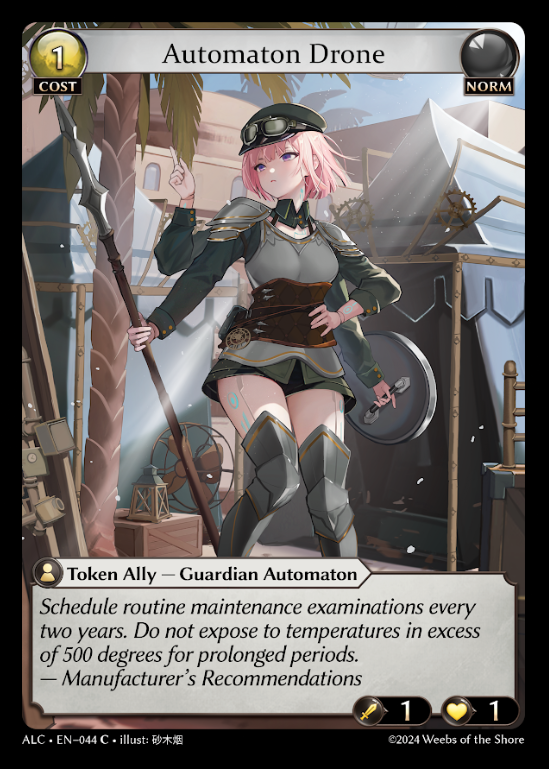 1
COST
Automaton Drone
NORM
Token Ally — Guardian Automaton
Schedule routine maintenance examinations every
two years. Do not expose to temperatures in excess
of 500 degrees for prolonged periods.
— Manufacturer's Recommendations
1
1
ALC • EN-044 C • illust: 砂木烟
©2024 Weebs of the Shore